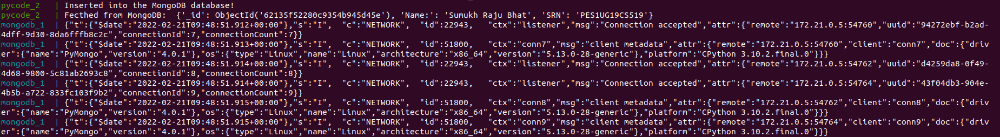 pycode_2   | Inserted into the MongoDB database!
pycode_2   | Fecthed from MongoDB:  {'_id': ObjectId('62135f52280c9354b945d45e'), 'Name:': 'Sumukh Raju Bhat', 'SRN': 'PES1UG19CS519'}
mongodb_1  | {"t":{"$date":"2022-02-21T09:48:51.912+00:00"},"s":"I",  "c":"NETWORK",  "id":22943,   "ctx":"listener","msg":"Connection accepted","attr":{"remote":"172.21.0.5:54760","uuid":"94272ebf-b2ad-
4dff-9d30-8da6fffb8c2c","connectionId":7,"connectionCount":7}}
mongodb_1  | {"t":{"$date":"2022-02-21T09:48:51.913+00:00"},"s":"I",  "c":"NETWORK",  "id":51800,   "ctx":"conn7","msg":"client metadata","attr":{"remote":"172.21.0.5:54760","client":"conn7","doc":{"driv
er":{"name":"PyMongo","version":"4.0.1"},"os":{"type":"Linux","name":"Linux","architecture":"x86_64","version":"5.13.0-28-generic"},"platform":"CPython 3.10.2.final.0"}}}
mongodb_1  | {"t":{"$date":"2022-02-21T09:48:51.914+00:00"},"s":"I",  "c":"NETWORK",  "id":22943,   "ctx":"listener","msg":"Connection accepted","attr":{"remote":"172.21.0.5:54762","uuid":"d4259da8-0f49-
4d68-9800-5c81ab2693c8","connectionId":8,"connectionCount":8}}
mongodb_1  | {"t":{"$date":"2022-02-21T09:48:51.914+00:00"},"s":"I",  "c":"NETWORK",  "id":22943,   "ctx":"listener","msg":"Connection accepted","attr":{"remote":"172.21.0.5:54764","uuid":"43f04db3-904e-
4b5b-a722-833fc103f9b2","connectionId":9,"connectionCount":9}}
mongodb_1  | {"t":{"$date":"2022-02-21T09:48:51.915+00:00"},"s":"I",  "c":"NETWORK",  "id":51800,   "ctx":"conn8","msg":"client metadata","attr":{"remote":"172.21.0.5:54762","client":"conn8","doc":{"driv
er":{"name":"PyMongo","version":"4.0.1"},"os":{"type":"Linux","name":"Linux","architecture":"x86_64","version":"5.13.0-28-generic"},"platform":"CPython 3.10.2.final.0"}}}
mongodb_1  | {"t":{"$date":"2022-02-21T09:48:51.915+00:00"},"s":"I",  "c":"NETWORK",  "id":51800,   "ctx":"conn9","msg":"client metadata","attr":{"remote":"172.21.0.5:54764","client":"conn9","doc":{"driv
er":{"name":"PyMongo","version":"4.0.1"},"os":{"type":"Linux","name":"Linux","architecture":"x86_64","version":"5.13.0-28-generic"},"platform":"CPython 3.10.2.final.0"}}}